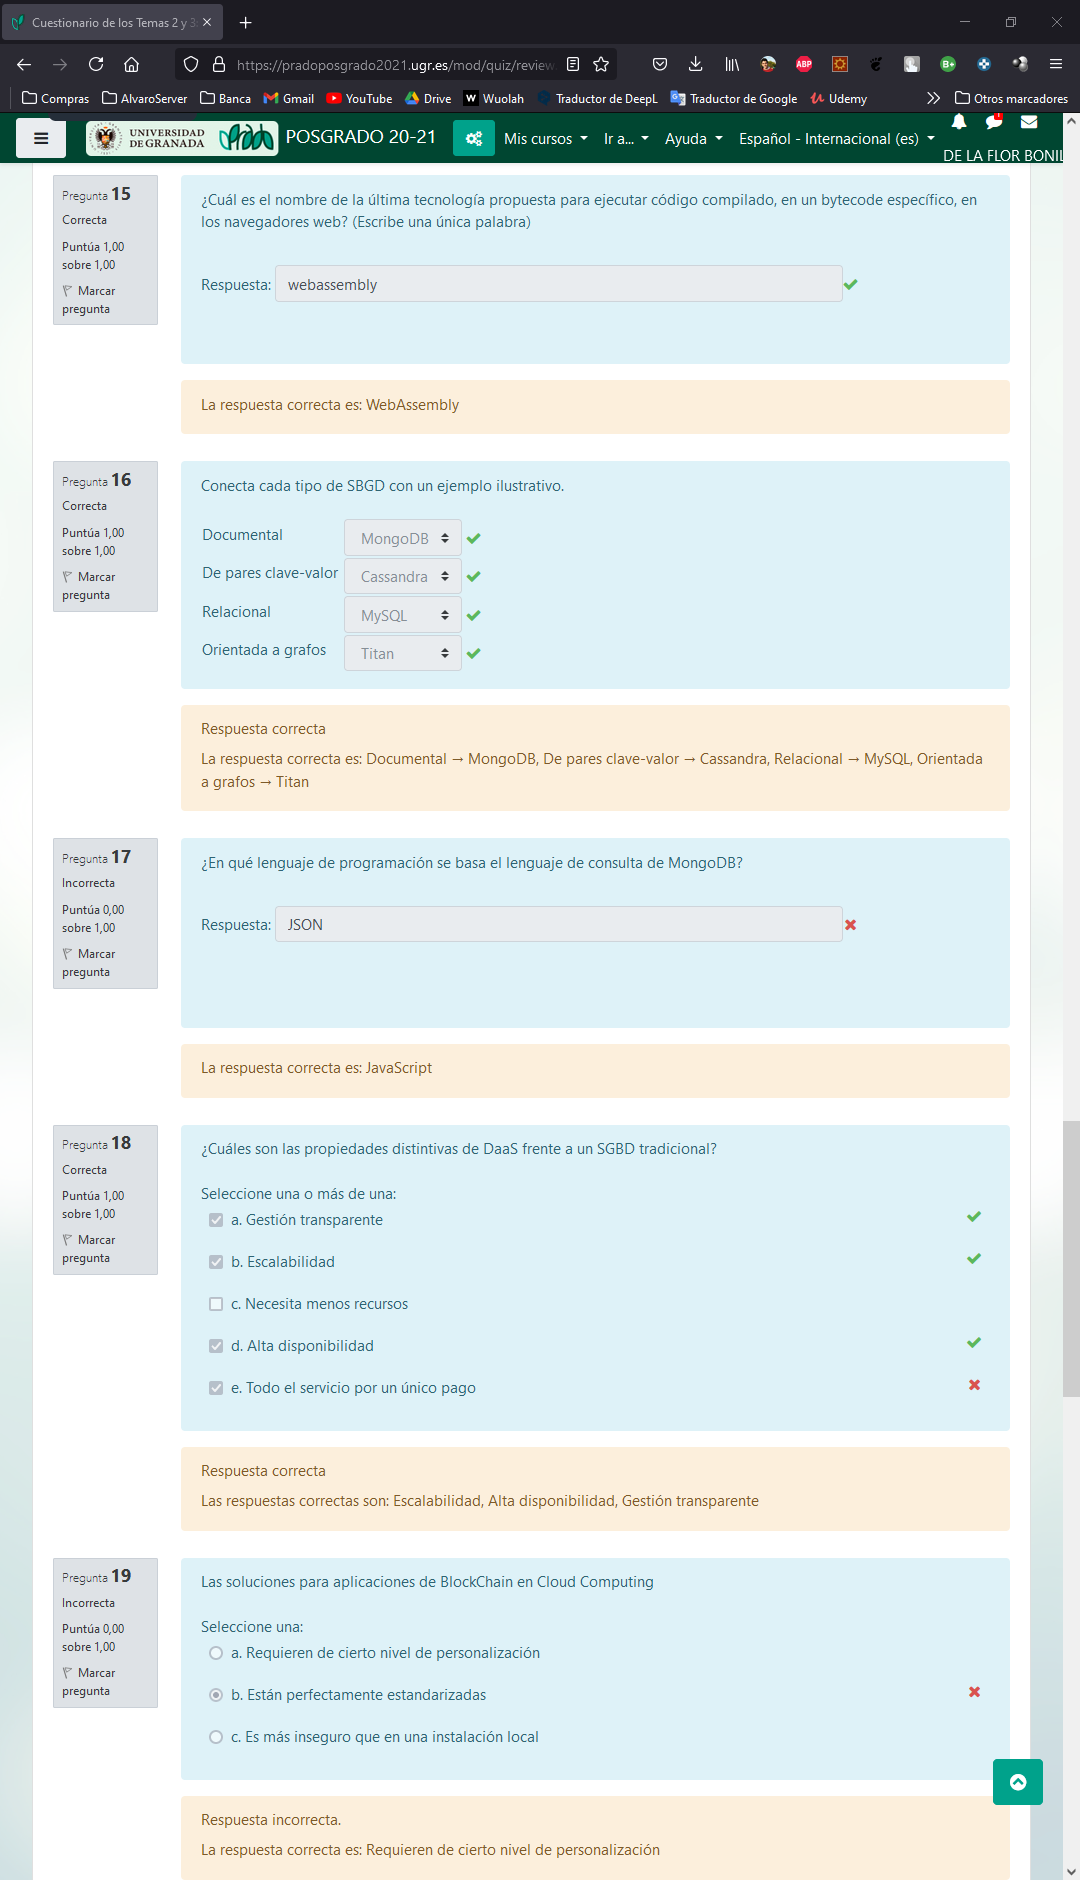 Cuestionario de los Temas 2 y 3
https://pradoposgrado2021.ugr.es/mod/quiz/review
ABP
B+
Compras AlvaroServer Banca Gmail YouTube Drive W Wuolah Traductor de DeepL Traductor de Google Udemy Otros marcadores
UNIVERSIDAD
DE GRANADA
POSGRADO 20-21 Mis cursos Ir a... Ayuda Español - Internacional (es)
DE LA FLOR BONIL
Pregunta 15
Correcta
Puntúa 1,00
sobre 1,00
Marcar
pregunta
¿Cuál es el nombre de la última tecnología propuesta para ejecutar código compilado, en un bytecode específico, en
los navegadores web? (Escribe una única palabra)
Respuesta: webassembly
La respuesta correcta es: WebAssembly
Pregunta 16
Correcta
Puntúa 1,00
sobre 1,00
Marcar
pregunta
Conecta cada tipo de SBGD con un ejemplo ilustrativo.
Documental MongoDB
De pares clave-valor Cassandra
Relacional MySQL
Orientada a grafos Titan
Respuesta correcta
La respuesta correcta es: Documental → MongoDB, De pares clave-valor → Cassandra, Relacional → MySQL, Orientada
a grafos → Titan
Pregunta 17
Incorrecta
Puntúa 0,00
sobre 1,00
Marcar
pregunta
¿En qué lenguaje de programación se basa el lenguaje de consulta de MongoDB?
Respuesta: JSON
La respuesta correcta es: JavaScript
Pregunta 18
Correcta
Puntúa 1,00
sobre 1,00
Marcar
pregunta
¿Cuáles son las propiedades distintivas de DaaS frente a un SGBD tradicional?
Seleccione una o más de una:
a. Gestión transparente
b. Escalabilidad
c. Necesita menos recursos
d. Alta disponibilidad
e. Todo el servicio por un único pago
Respuesta correcta
Las respuestas correctas son: Escalabilidad, Alta disponibilidad, Gestión transparente
Pregunta 19
Incorrecta
Puntúa 0,00
sobre 1,00
Marcar
pregunta
Las soluciones para aplicaciones de BlockChain en Cloud Computing
Seleccione una:
a. Requieren de cierto nivel de personalización
b. Están perfectamente estandarizadas
c. Es más inseguro que en una instalación local
Respuesta incorrecta.
La respuesta correcta es: Requieren de cierto nivel de personalización